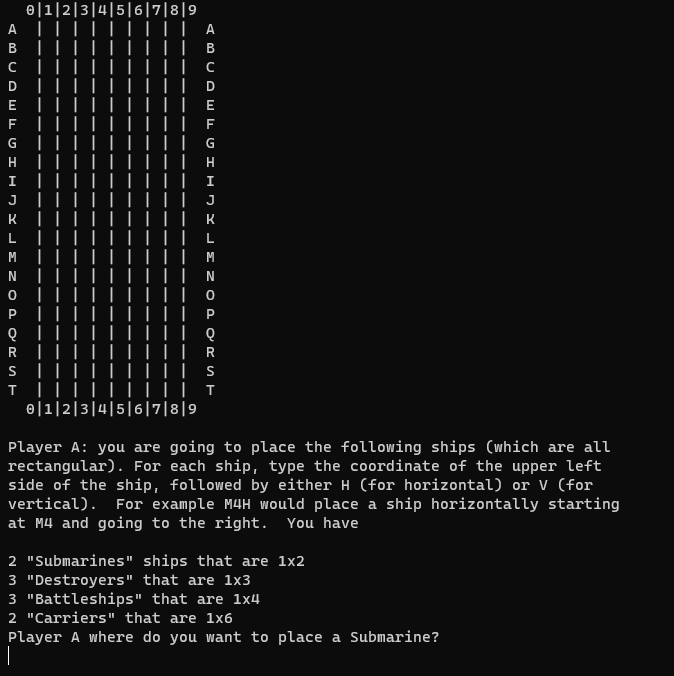 0|1|2|3|4|5|6|7|8|9
A  | | | | | | | | |  A
B  | | | | | | | | |  B
C  | | | | | | | | |  C
D  | | | | | | | | |  D
E  | | | | | | | | |  E
F  | | | | | | | | |  F
G  | | | | | | | | |  G
H  | | | | | | | | |  H
I  | | | | | | | | |  I
J  | | | | | | | | |  J
K  | | | | | | | | |  K
L  | | | | | | | | |  L
M  | | | | | | | | |  M
N  | | | | | | | | |  N
O  | | | | | | | | |  O
P  | | | | | | | | |  P
Q  | | | | | | | | |  Q
R  | | | | | | | | |  R
S  | | | | | | | | |  S
T  | | | | | | | | |  T
  0|1|2|3|4|5|6|7|8|9
Player A: you are going to place the following ships (which are all
rectangular). For each ship, type the coordinate of the upper left
side of the ship, followed by either H (for horizontal) or V (for
vertical).  For example M4H would place a ship horizontally starting
at M4 and going to the right.  You have
2 "Submarines" ships that are 1x2
3 "Destroyers" that are 1x3
3 "Battleships" that are 1x4
2 "Carriers" that are 1x6
Player A where do you want to place a Submarine?